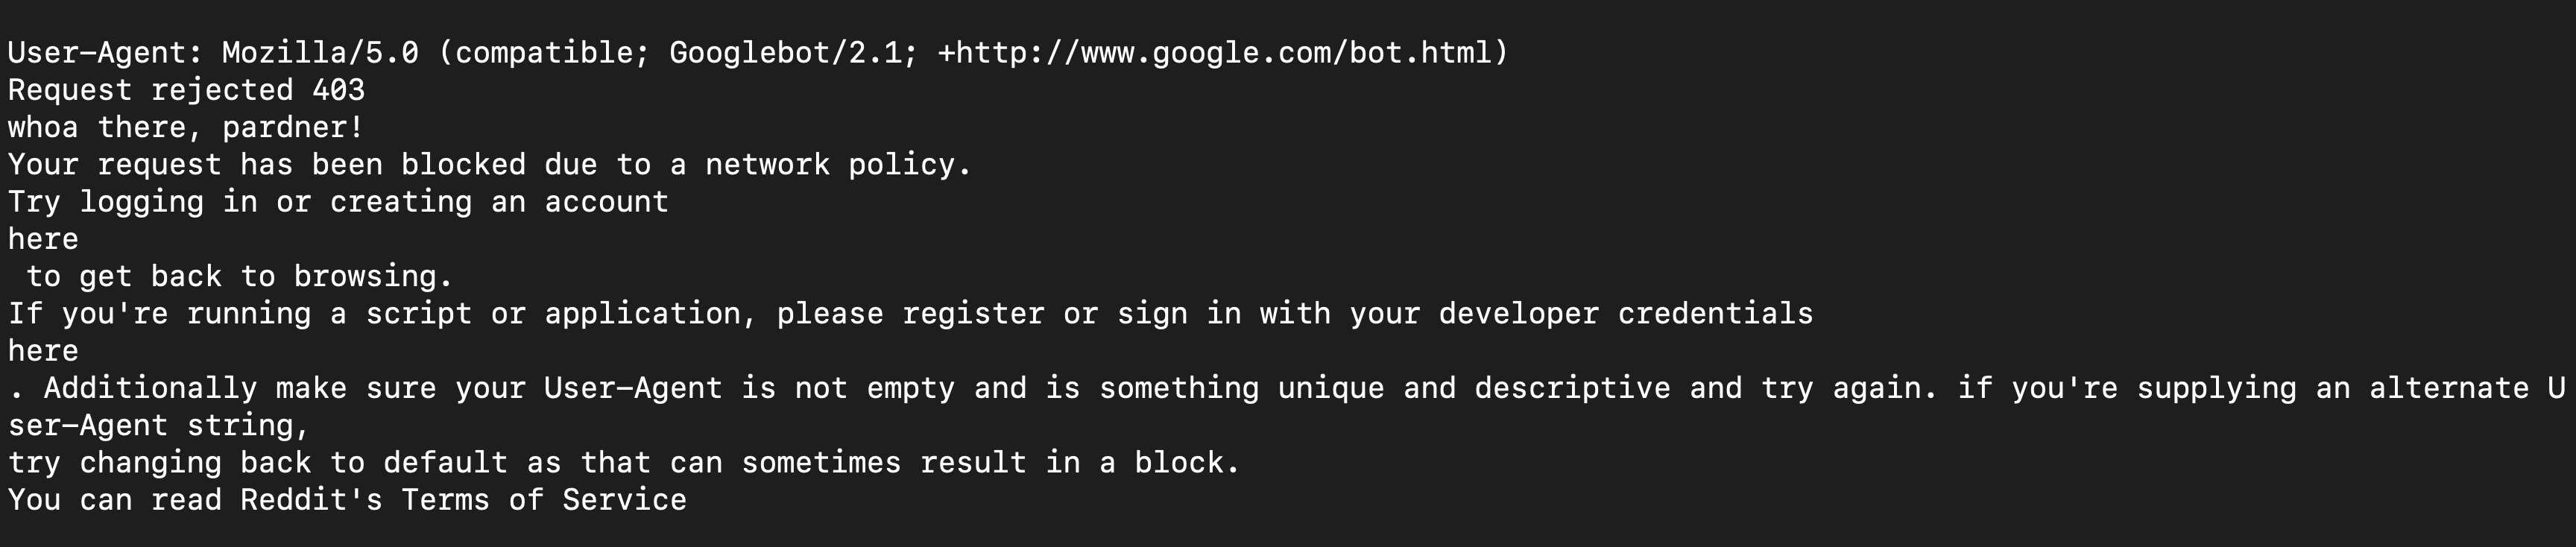 User-Agent: Mozilla/5.0 (compatible; Googlebot/2.1; +http://www.google.com/bot.html)
Request rejected 403
whoa there, pardner!
Your request has been blocked due to a network policy.
Try logging in or creating an account
here
 to get back to browsing.
If you're running a script or application, please register or sign in with your developer credentials
here
. Additionally make sure your User-Agent is not empty and is something unique and descriptive and try again. if you're supplying an alternate U
ser-Agent string,
try changing back to default as that can sometimes result in a block.
You can read Reddit's Terms of Service